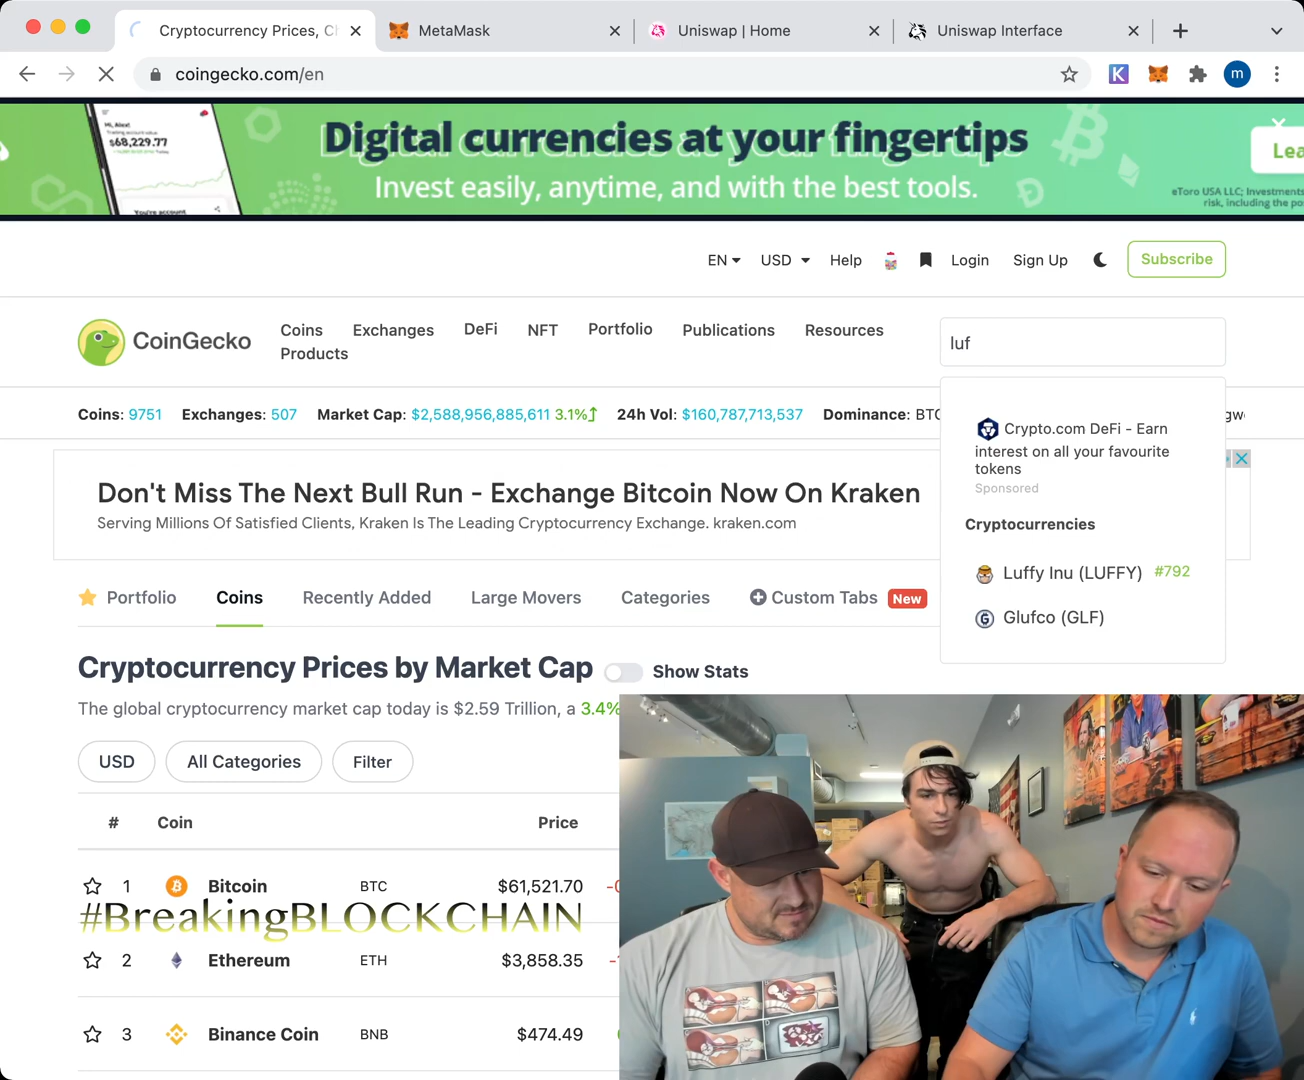 Cryptocurrency Prices, Ch
MetaMask
Uniswap | Home
Uniswap Interface
coingecko.com/en
m
Hi, Alex!
$68,229.77
Digital currencies at your fingertips
Invest easily, anytime, and with the best tools.
Lea
eToro USA LLC; Investments
risk, including the po
EN
USD
Help
Login
Sign Up
Subscribe
CoinGecko
Coins
Exchanges
DeFi
NFT
Portfolio
Publications
Resources
Products
luf
Coins: 9751
Exchanges: 507
Market Cap: $2,588,956,885,611 3.1%
24h Vol: $160,787,713,537
Dominance: BTC
gwe
Crypto.com DeFi - Earn
interest on all your favourite
tokens
Sponsored
Cryptocurrencies
Luffy Inu (LUFFY) #792
Glufco (GLF)
Don't Miss The Next Bull Run - Exchange Bitcoin Now On Kraken
Serving Millions Of Satisfied Clients, Kraken Is The Leading Cryptocurrency Exchange. kraken.com
Portfolio
Coins
Recently Added
Large Movers
Categories
Custom Tabs
New
Cryptocurrency Prices by Market Cap
Show Stats
The global cryptocurrency market cap today is $2.59 Trillion, a 3.4%
USD
All Categories
Filter
# Coin Price
1 Bitcoin BTC $61,521.70
#BreakingBLOCKCHAIN
2 Ethereum ETH $3,858.35
3 Binance Coin BNB $474.49